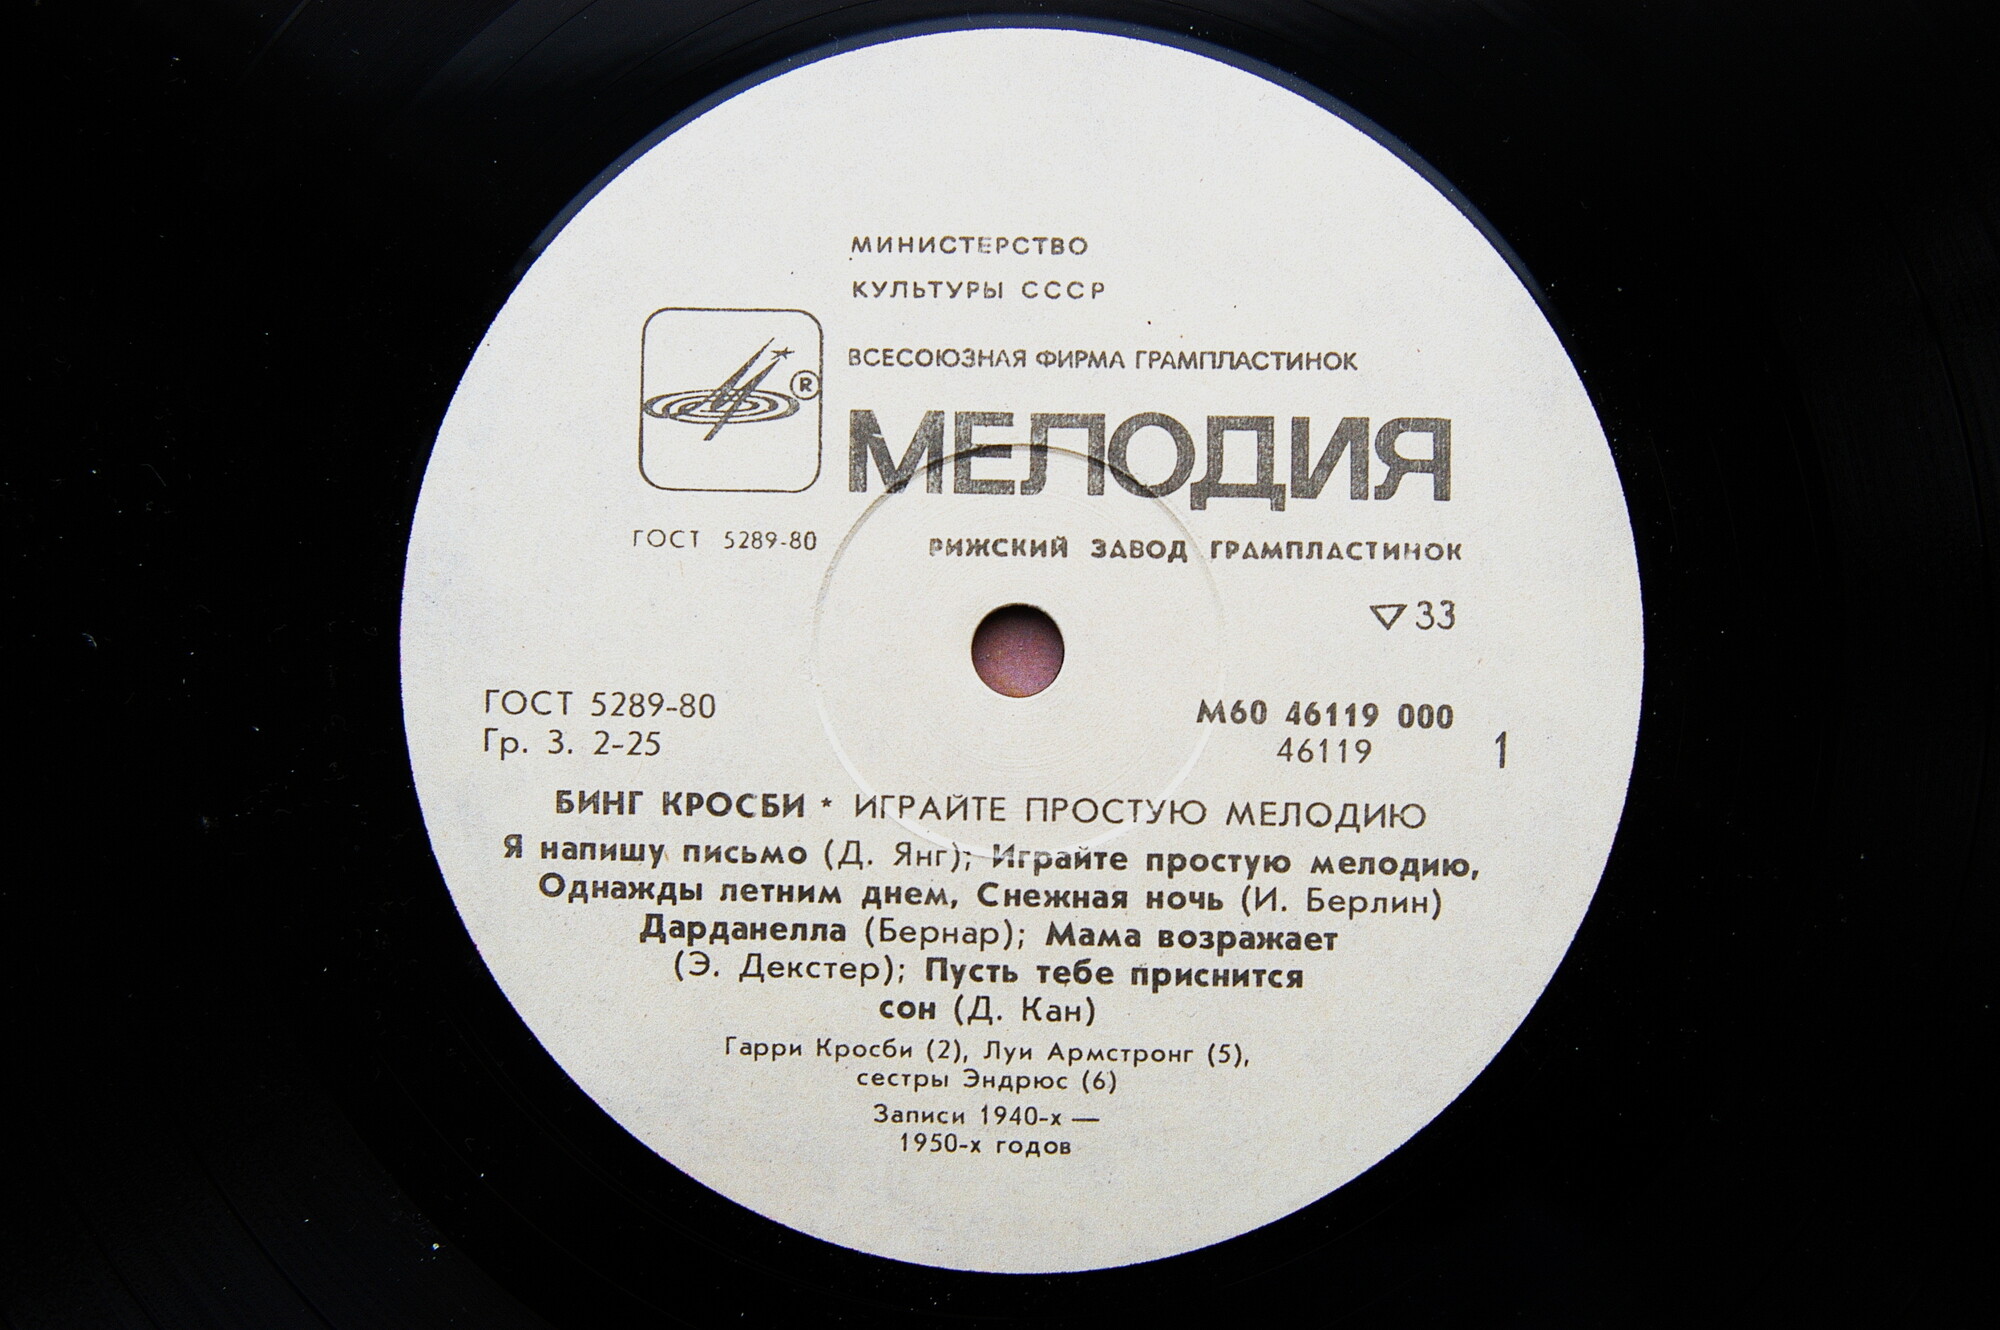 МИНИСТЕРСТВО
КУЛЬТУРЫ СССР
ВСЕСОЮЗНАЯ ФИРМА ГРАМПЛАСТИНОК
®
МЕЛОДИЯ
ГОСТ 5289-80
РИЖСКИЙ ЗАВОД ГРАМПЛАСТИНОК
▽33
ГОСТ 5289-80
Гр. 3. 2-25
М60 46119 000
46119
1
БИНГ КРОСБИ * ИГРАЙТЕ ПРОСТУЮ МЕЛОДИЮ
Я напишу письмо (Д. Янг); Играйте простую мелодию,
Однажды летним днем, Снежная ночь (И. Берлин)
Дарданелла (Бернар); Мама возражает
(Э. Декстер); Пусть тебе приснится
сон (Д. Кан)
Гарри Кросби (2), Луи Армстронг (5),
сестры Эндрюс (6)
Записи 1940-х —
1950-х годов